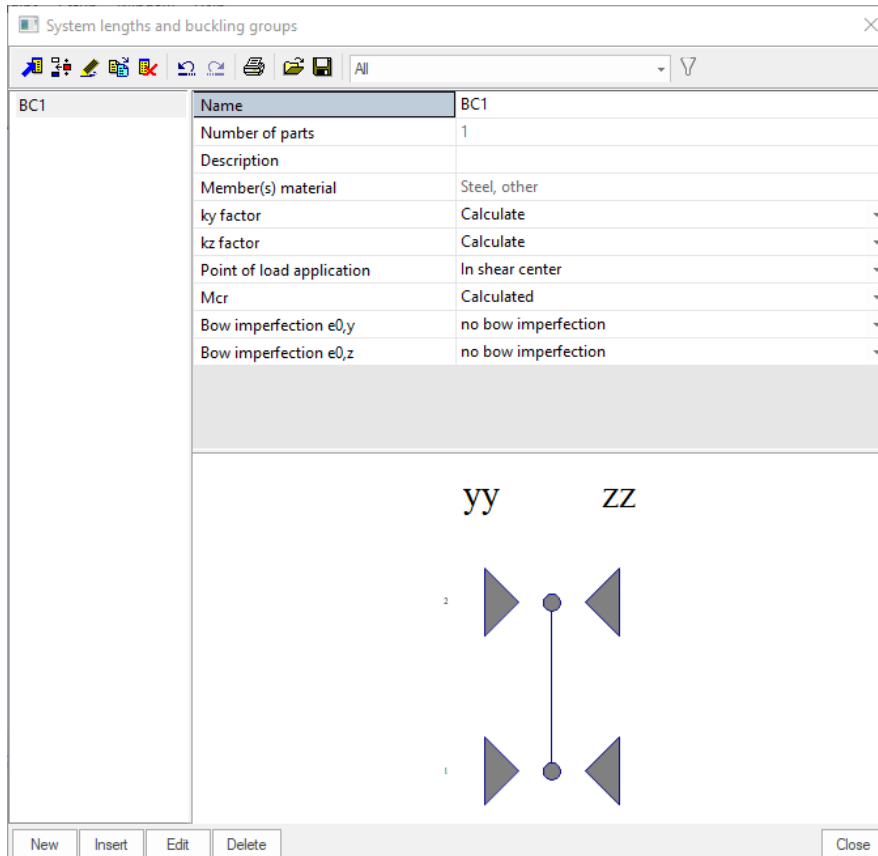 System lengths and buckling groups
All
BC1
Name BC1
Number of parts 1
Description
Member(s) material Steel, other
ky factor Calculate
kz factor Calculate
Point of load application In shear center
Mcr Calculated
Bow imperfection e0,y no bow imperfection
Bow imperfection e0,z no bow imperfection
yy zz
2
1
New Insert Edit Delete Close